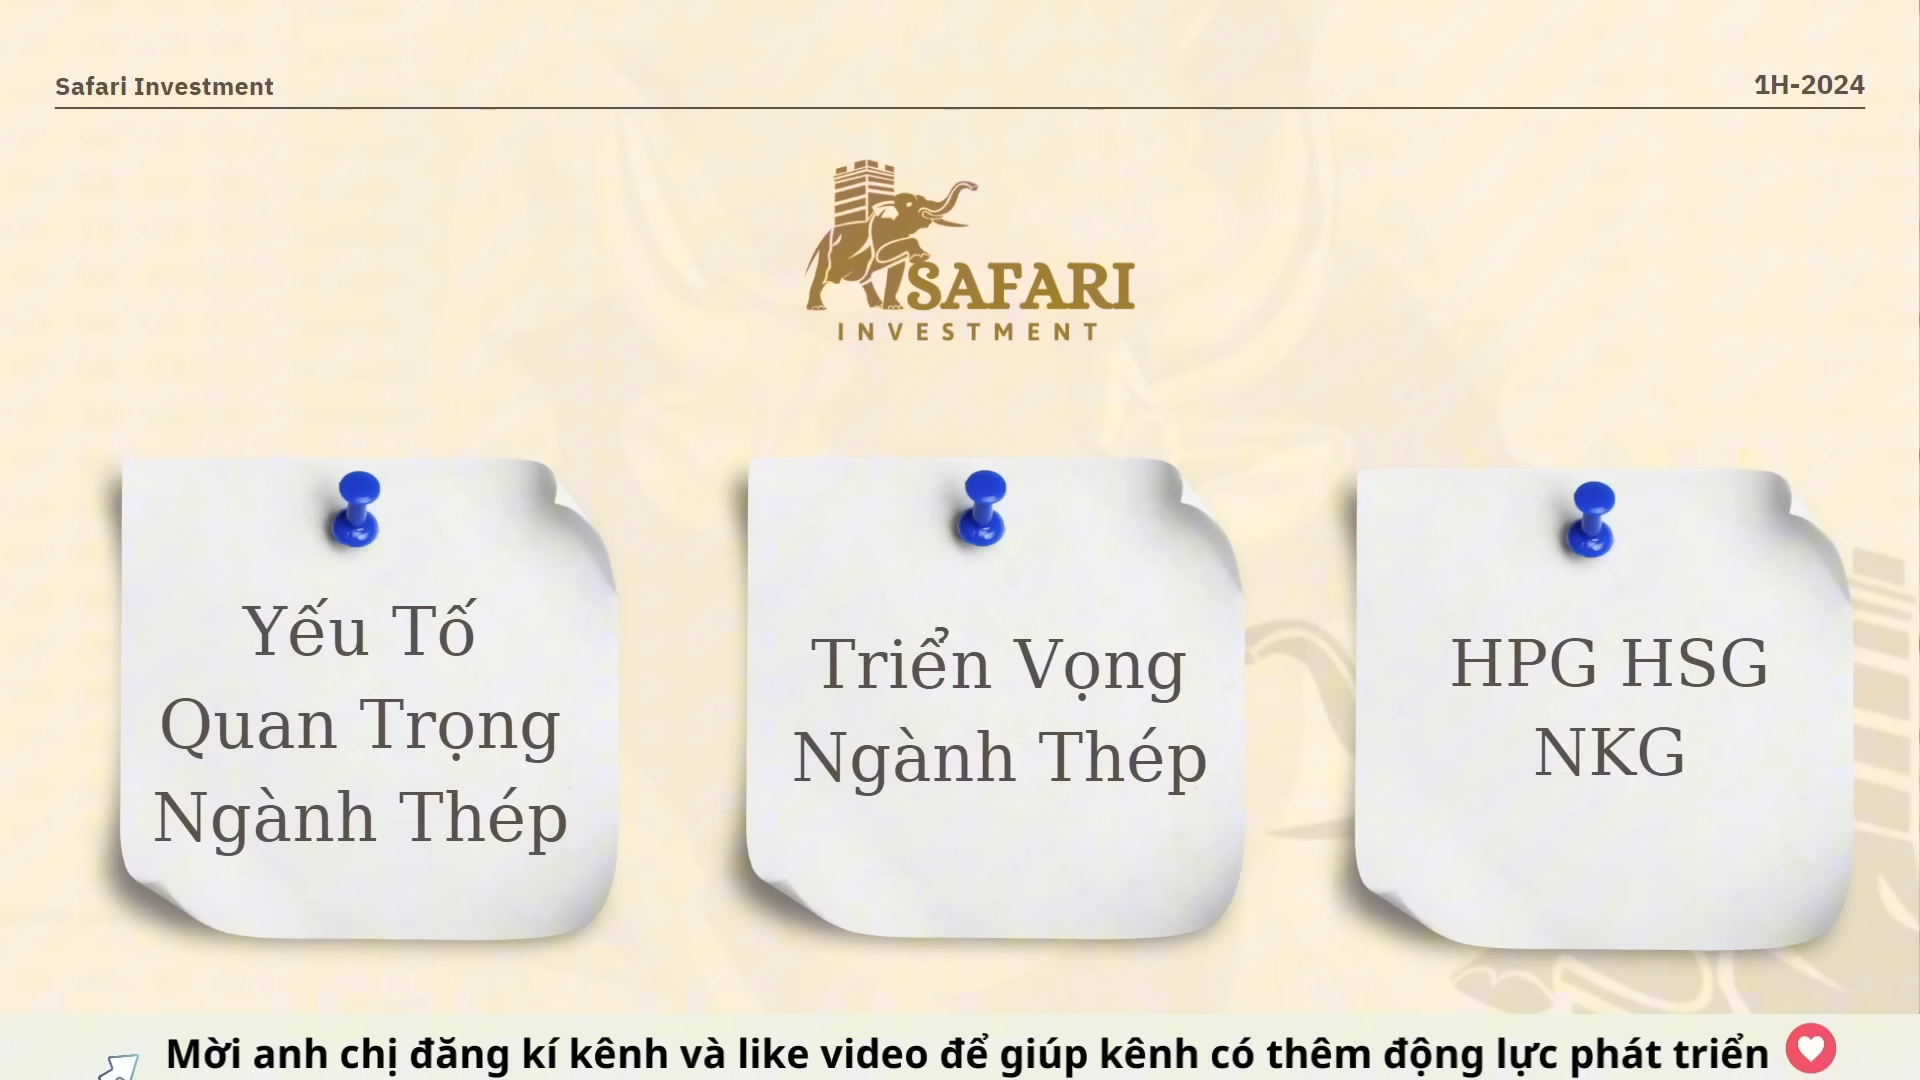 Safari Investment
1H-2024
SAFARI
INVESTMENT
Yếu Tố
Quan Trọng
Ngành Thép
Triển Vọng
Ngành Thép
HPG HSG
NKG
Mời anh chị đăng kí kênh và like video để giúp kênh có thêm động lực phát triển